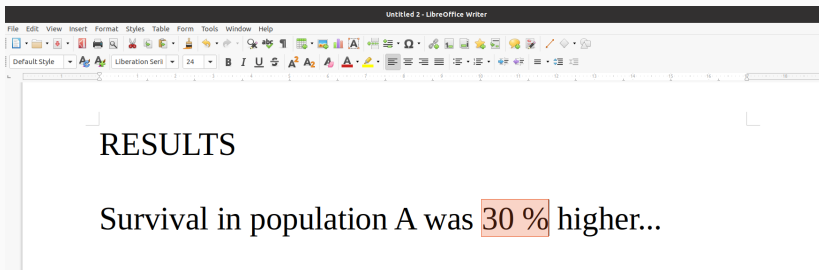 Untitled 2 - LibreOffice Writer
File Edit View Insert Format Styles Table Form Tools Window Help
Default Style Liberation Seri 24
RESULTS
Survival in population A was 30 % higher...